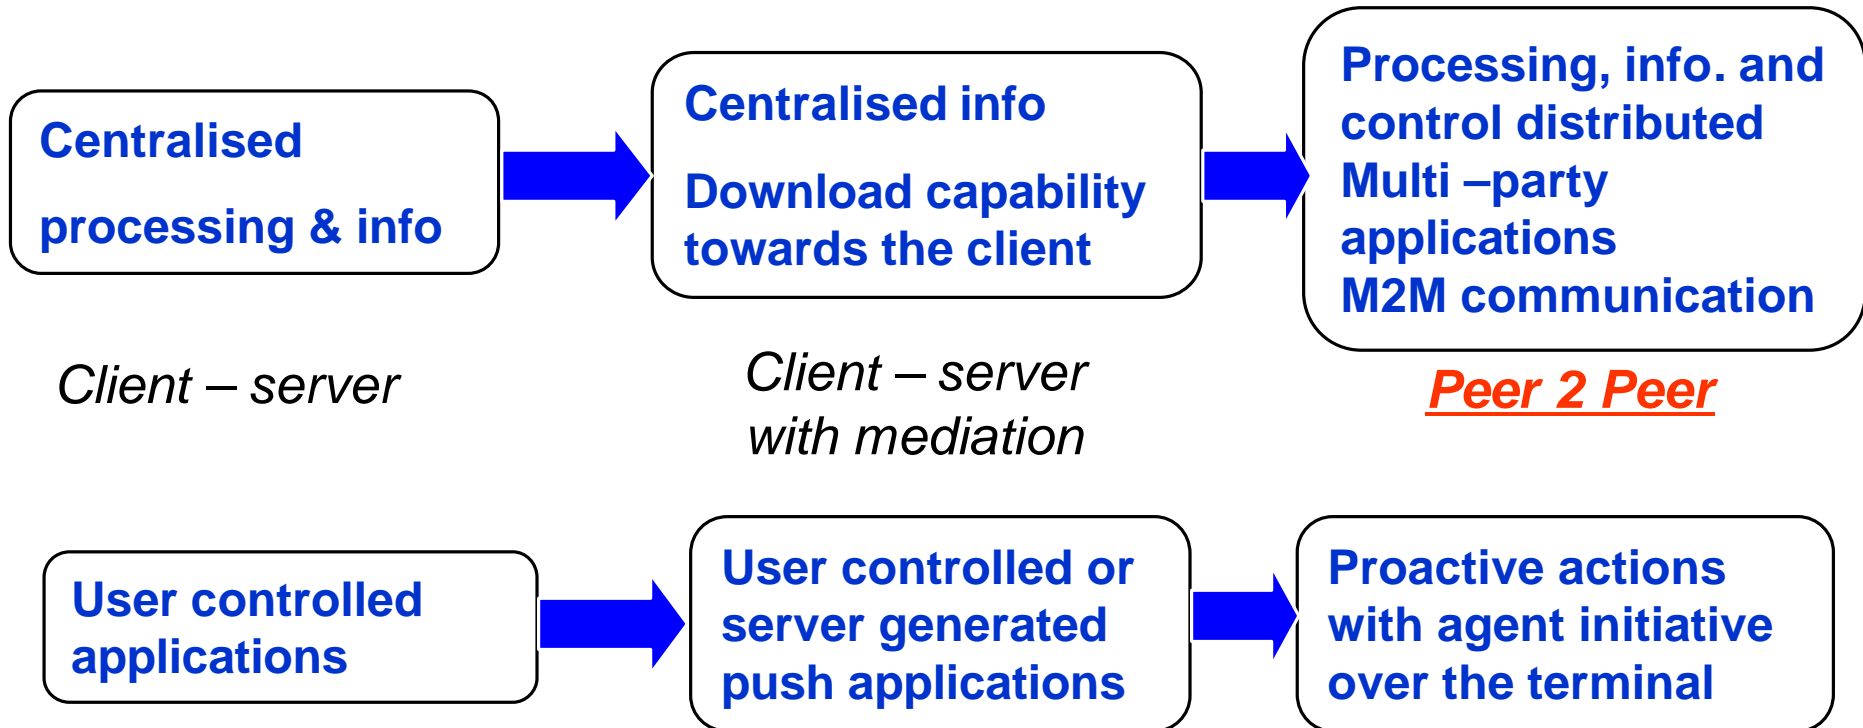 Centralised
processing & info
Centralised info
Download capability
towards the client
Processing, info. and
control distributed
Multi –party
applications
M2M communication
Client – server
Client – server
with mediation
Peer 2 Peer
User controlled
applications
User controlled or
server generated
push applications
Proactive actions
with agent initiative
over the terminal